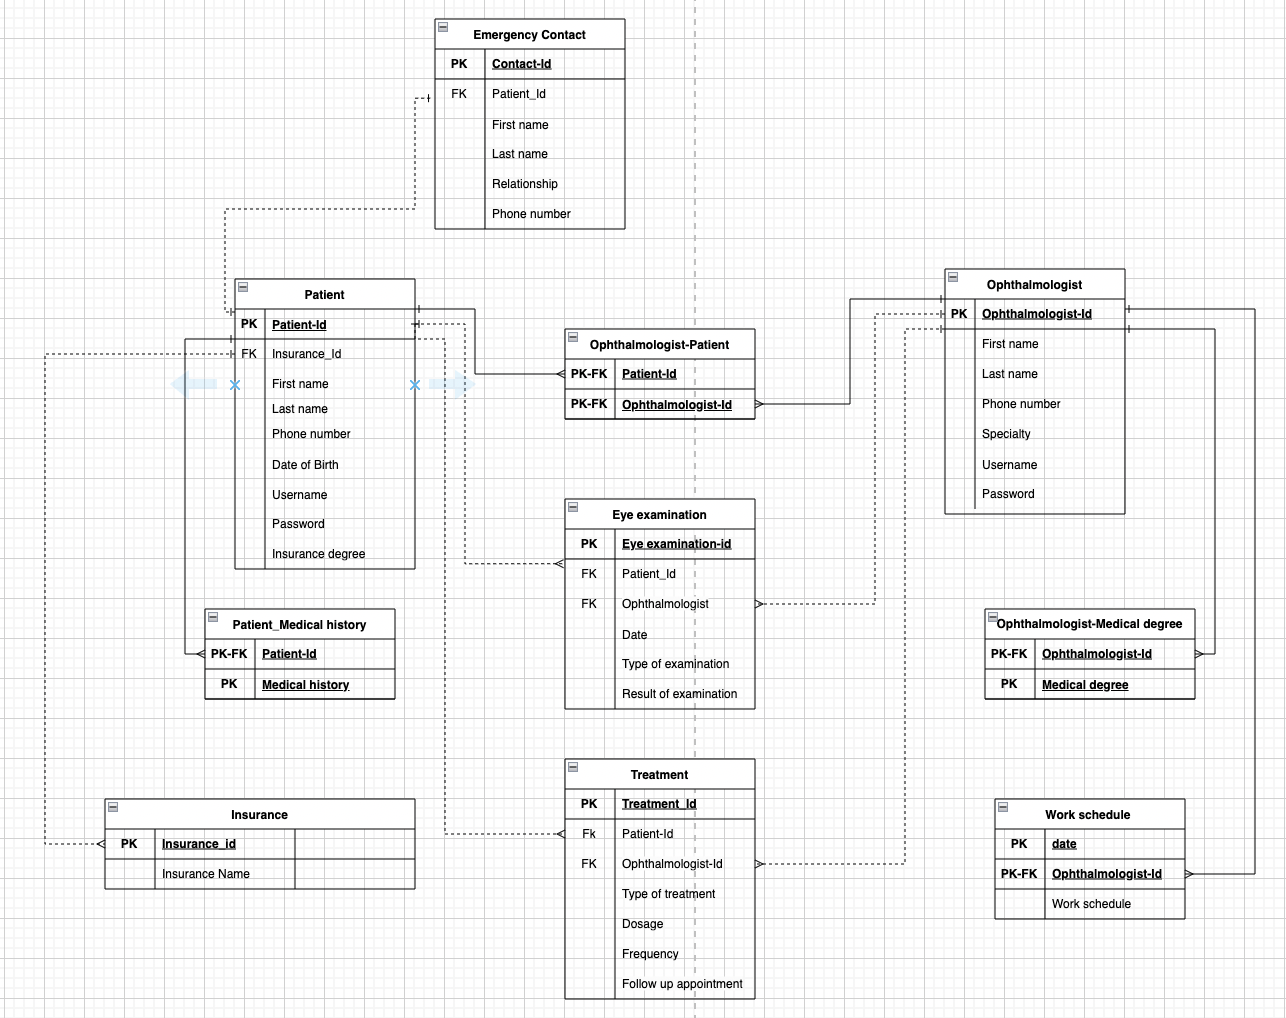 Emergency Contact
PK Contact-Id
FK Patient_Id
First name
Last name
Relationship
Phone number
Patient
PK Patient-Id
FK Insurance_Id
First name
Last name
Phone number
Date of Birth
Username
Password
Insurance degree
Ophthalmologist-Patient
PK-FK Patient-Id
PK-FK Ophthalmologist-Id
Ophthalmologist
PK Ophthalmologist-Id
First name
Last name
Phone number
Specialty
Username
Password
Eye examination
PK Eye examination-id
FK Patient_Id
FK Ophthalmologist
Date
Type of examination
Result of examination
Patient_Medical history
PK-FK Patient-Id
PK Medical history
Ophthalmologist-Medical degree
PK-FK Ophthalmologist-Id
PK Medical degree
Insurance
PK Insurance_id
Insurance Name
Treatment
PK Treatment_Id
Fk Patient-Id
FK Ophthalmologist-Id
Type of treatment
Dosage
Frequency
Follow up appointment
Work schedule
PK date
PK-FK Ophthalmologist-Id
Work schedule